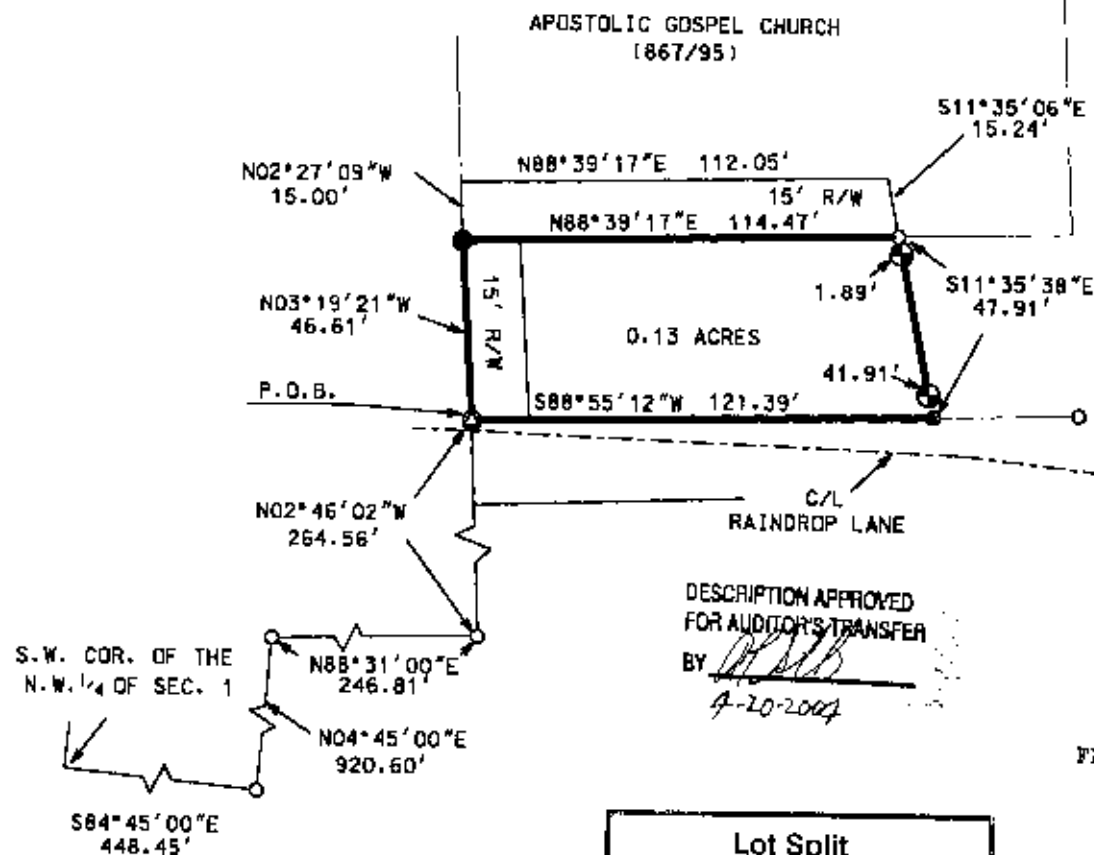 APOSTOLIC GOSPEL CHURCH
(867/95)
S11°35'06"E
15.24'
N02°27'09"W
15.00'
N88°39'17"E 112.05'
15' R/W
N88°39'17"E 114.47'
N03°19'21"W
46.61'
15' R/W
1.89'
S11°35'38"E
47.91'
0.13 ACRES
41.91'
P.O.B.
S88°55'12"W 121.39'
N02°46'02"W
264.56'
C/L
RAINDROP LANE
DESCRIPTION APPROVED
FOR AUDITOR'S TRANSFER
BY
4-20-2004
S.W. COR. OF THE
N.W. 1/4 OF SEC. 1
N88°31'00"E
246.81'
N04°45'00"E
920.60'
S84°45'00"E
448.45'
Lot Split